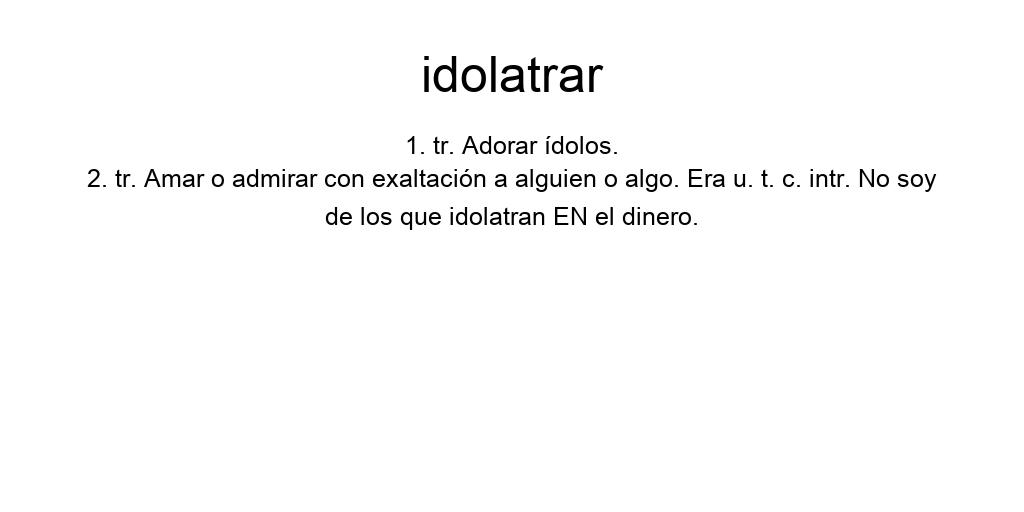 idolatrar
1. tr. Adorar ídolos.
2. tr. Amar o admirar con exaltación a alguien o algo. Era u. t. c. intr. No soy
de los que idolatran EN el dinero.